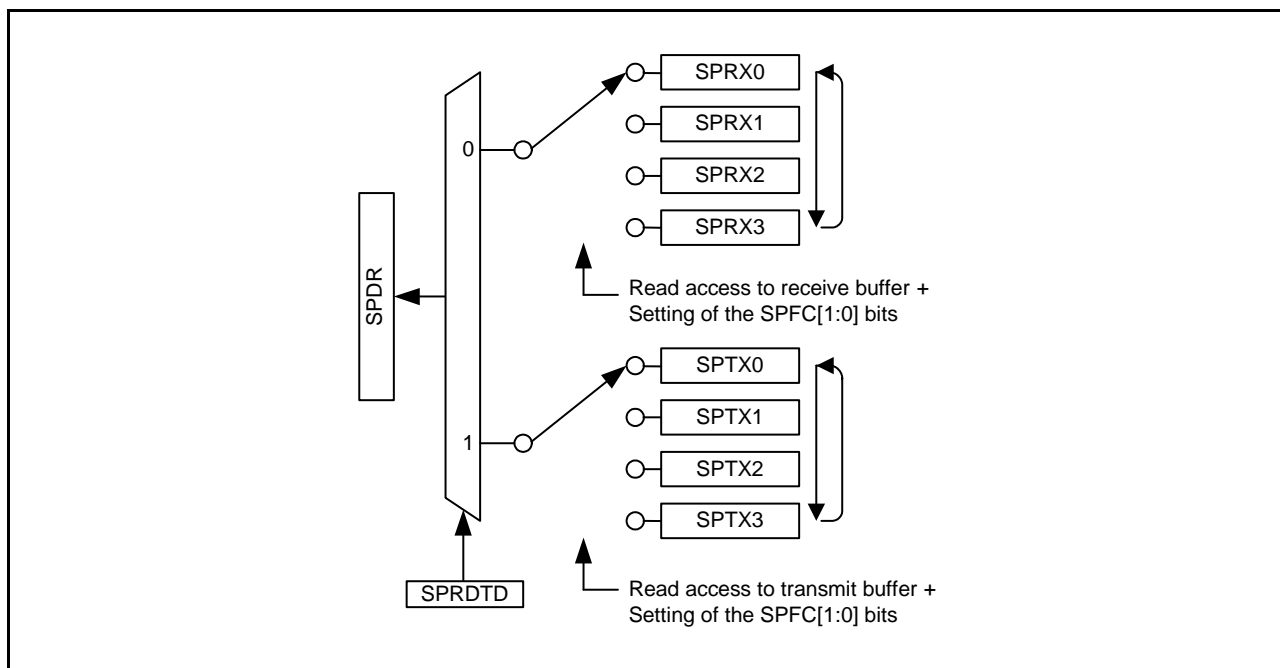 SPRX0
SPRX1
0
SPRX2
SPRX3
SPDR
Read access to receive buffer +
Setting of the SPFC[1:0] bits
SPTX0
SPTX1
1
SPTX2
SPTX3
SPRDTD
Read access to transmit buffer +
Setting of the SPFC[1:0] bits